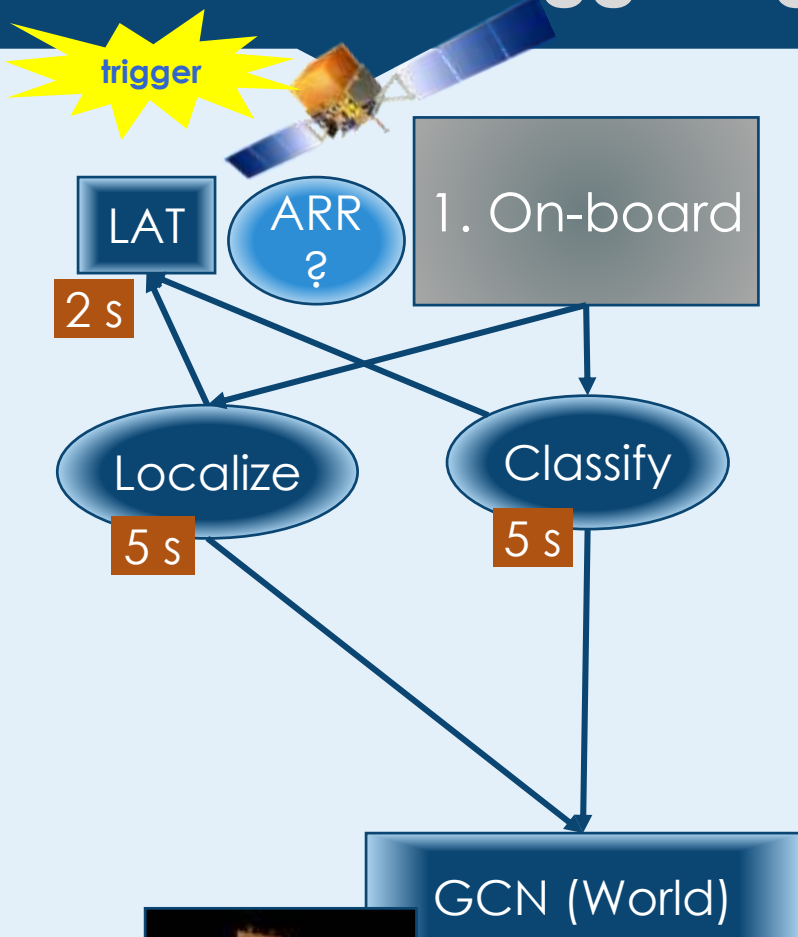 trigger
LAT
ARR
?
1. On-board
2 s
Localize
Classify
5 s
5 s
GCN (World)